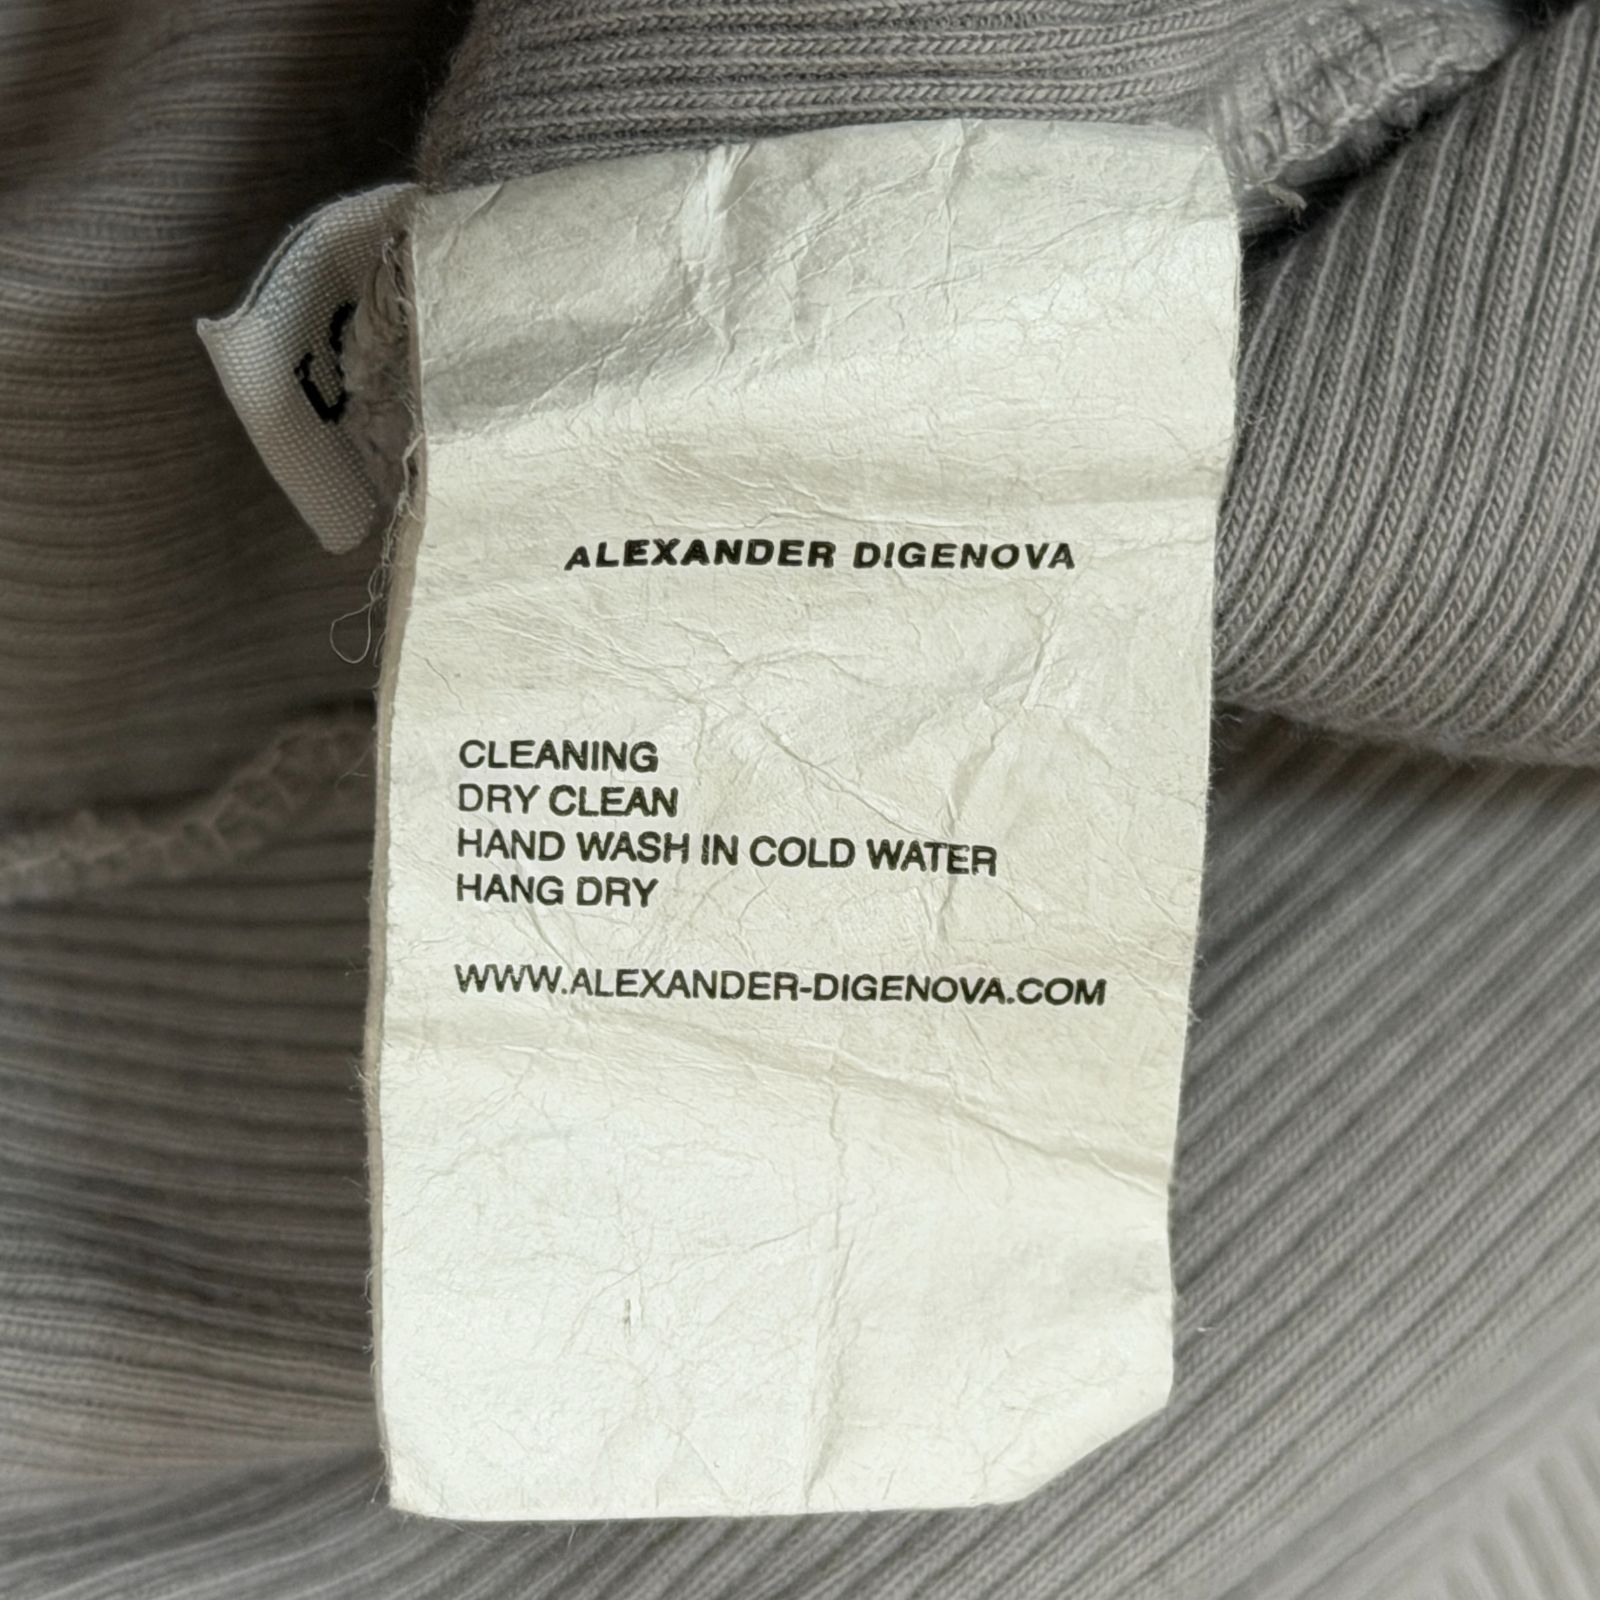 ALEXANDER DIGENOVA
CLEANING
DRY CLEAN
HAND WASH IN COLD WATER
HANG DRY
WWW.ALEXANDER-DIGENOVA.COM